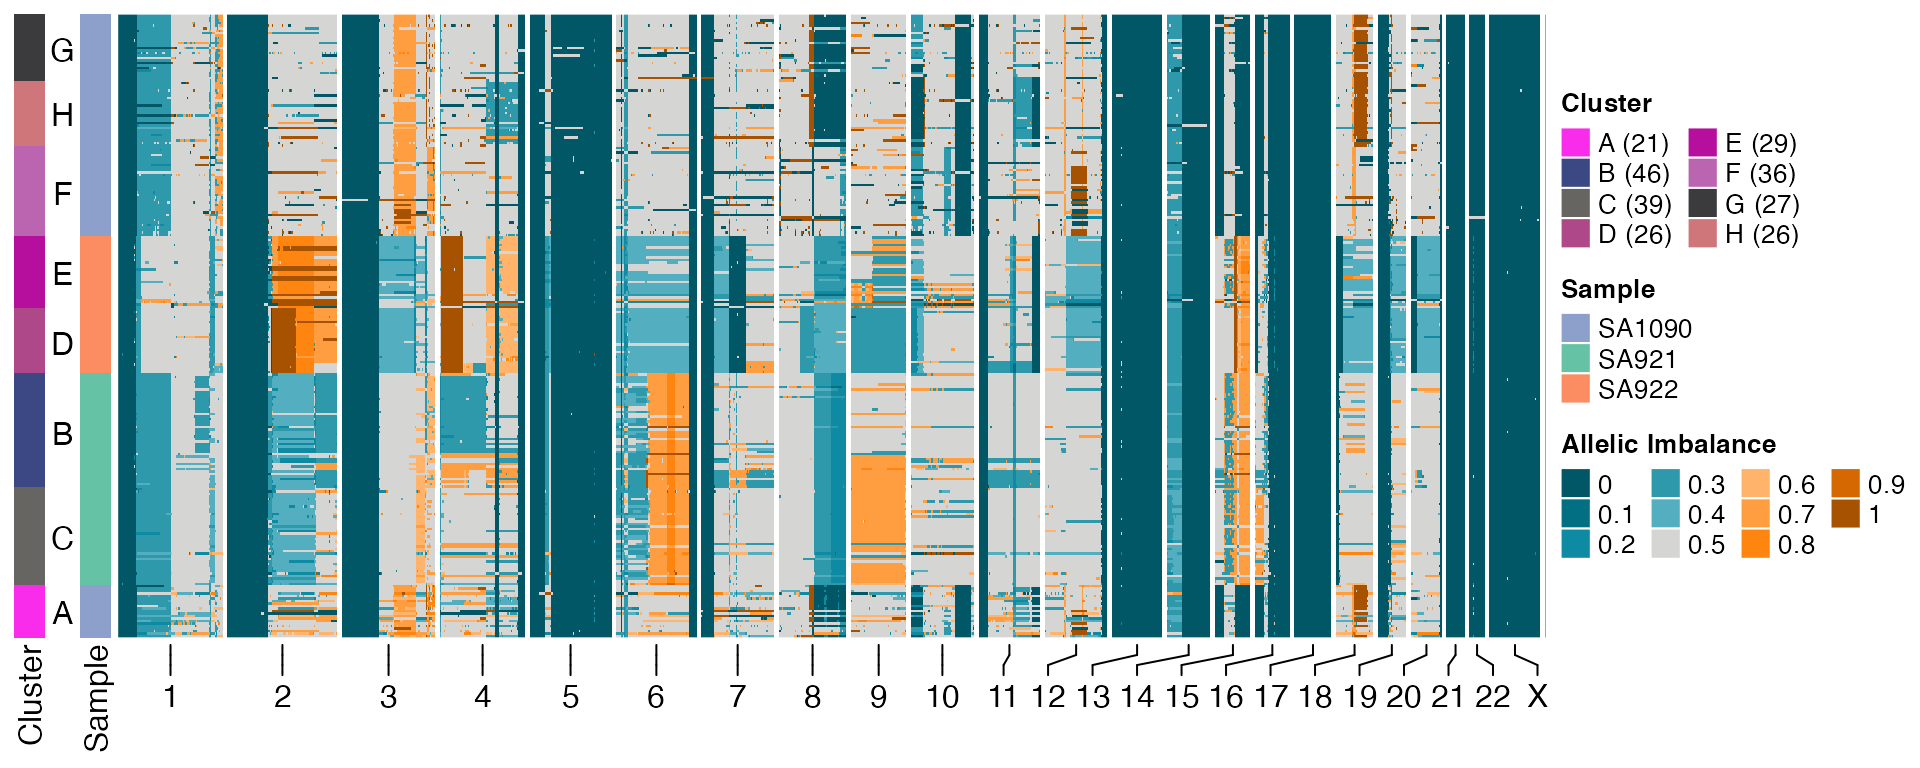 G
H
F
E
D
B
C
A
Cluster
Sample
1 2 3 4 5 6 7 8 9 10 11 12 13 14 15 16 17 18 19 20 21 22 X
Cluster
A (21) E (29)
B (46) F (36)
C (39) G (27)
D (26) H (26)
Sample
SA1090
SA921
SA922
Allelic Imbalance
0 0.3 0.6 0.9
0.1 0.4 0.7 1
0.2 0.5 0.8